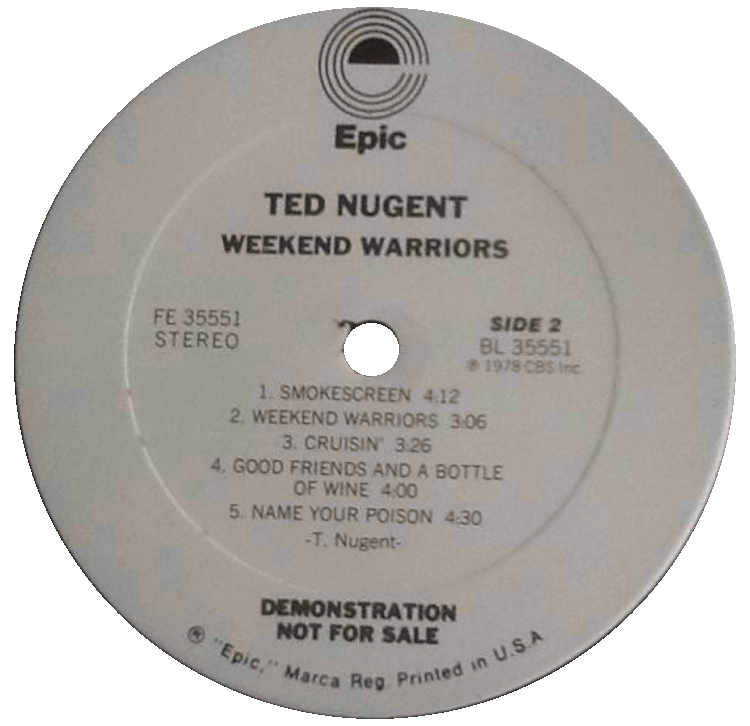 Epic
TED NUGENT
WEEKEND WARRIORS
FE 35551
STEREO
SIDE 2
BL 35551
℗ 1978 CBS Inc.
1. SMOKESCREEN 4:12
2. WEEKEND WARRIORS 3:06
3. CRUISIN' 3:26
4. GOOD FRIENDS AND A BOTTLE
OF WINE 4:00
5. NAME YOUR POISON 4:30
-T. Nugent-
DEMONSTRATION
NOT FOR SALE
® "Epic," Marca Reg. Printed in U.S.A